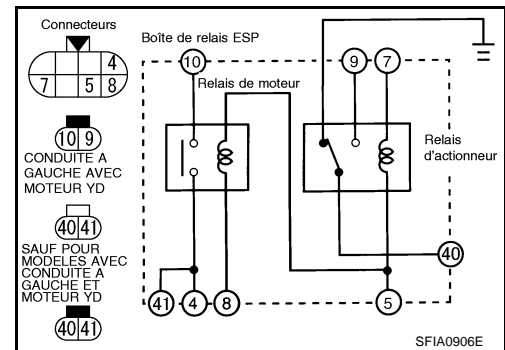 Connecteurs
4
7 5 8
10 9
CONDUITE A
GAUCHE AVEC
MOTEUR YD
40 41
SAUF POUR
MODELES AVEC
CONDUITE A
GAUCHE ET
MOTEUR YD
40 41
Boîte de relais ESP
10
9
7
Relais de moteur
Relais
d'actionneur
40
41
4
8
5
SFIA0906E